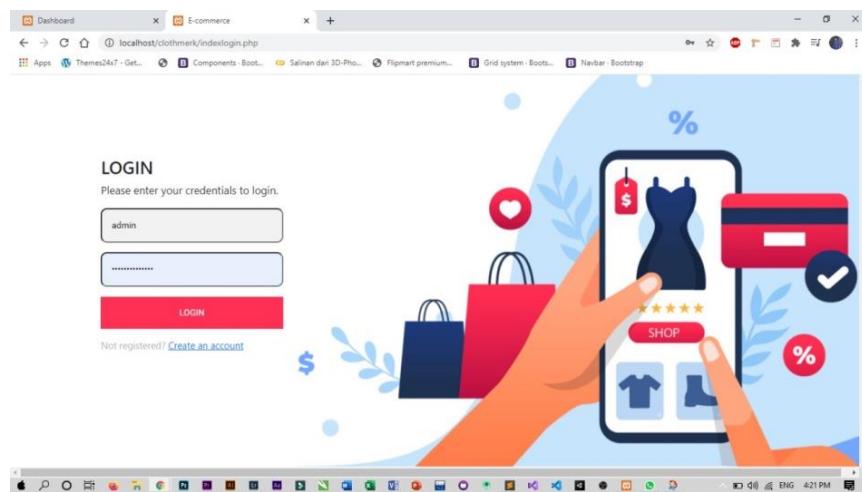 Dashboard
E-commerce
localhost/clothmerk/indexlogin.php
Apps
Themes24x7 - Get...
Components · Boot...
Salinan dari 3D-Pho...
Flipmart premium...
Grid system · Boots...
Navbar · Bootstrap
LOGIN
Please enter your credentials to login.
admin
LOGIN
Not registered? Create an account
$
%
$
SHOP
%
ENG 4:21 PM